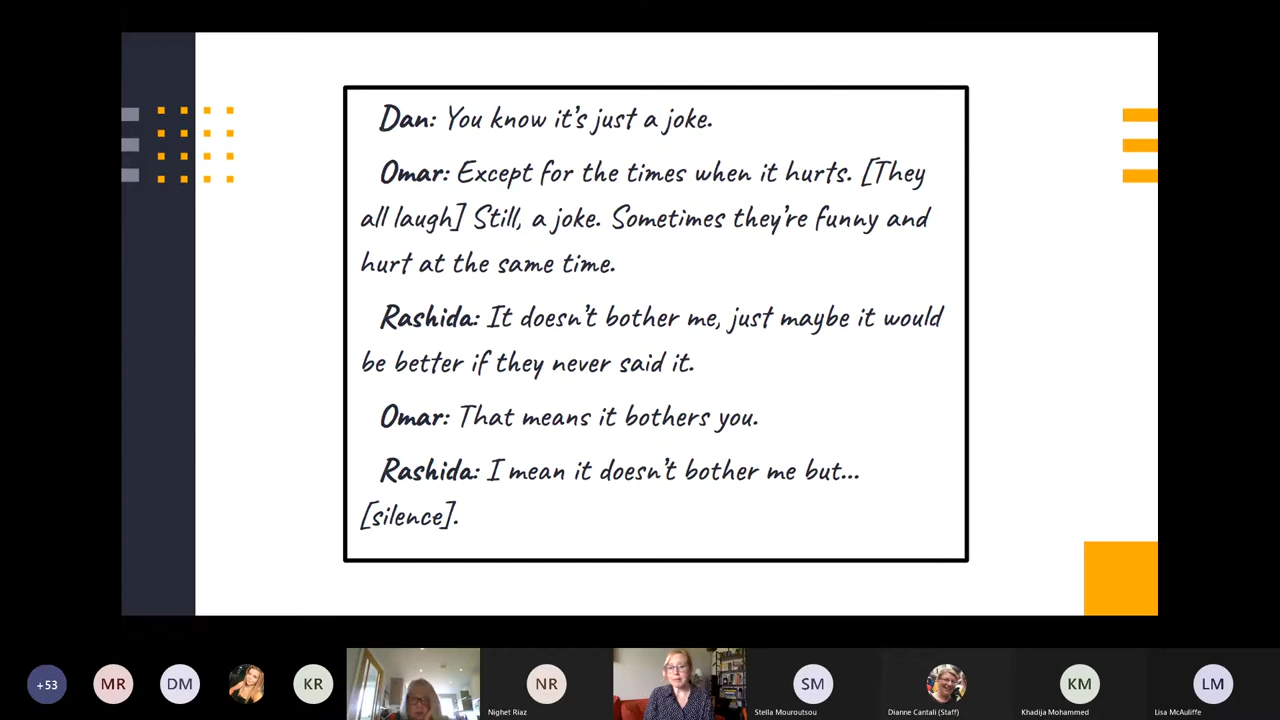 Dan: You know it's just a joke.
Omar: Except for the times when it hurts. [They
all laugh] Still, a joke. Sometimes they're funny and
hurt at the same time.
Rashida: It doesn't bother me, just maybe it would
be better if they never said it.
Omar: That means it bothers you.
Rashida: I mean it doesn't bother me but...
[silence].
+53
MR
DM
KR
NR
SM
KM
LM
Nighet Riaz
Stella Mouroutsou
Dianne Cantali (Staff)
Khadija Mohammed
Lisa McAuliffe